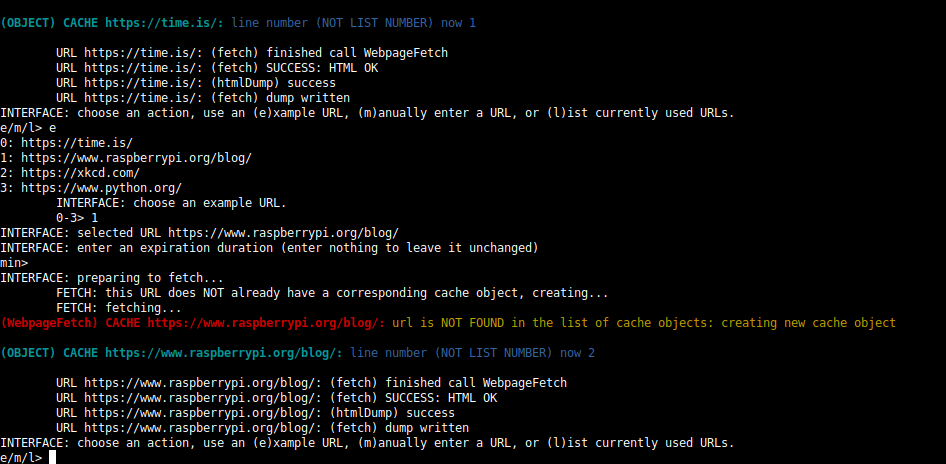 (OBJECT) CACHE https://time.is/: line number (NOT LIST NUMBER) now 1
URL https://time.is/: (fetch) finished call WebpageFetch
URL https://time.is/: (fetch) SUCCESS: HTML OK
URL https://time.is/: (htmlDump) success
URL https://time.is/: (fetch) dump written
INTERFACE: choose an action, use an (e)xample URL, (m)anually enter a URL, or (l)ist currently used URLs.
e/m/l> e
0: https://time.is/
1: https://www.raspberrypi.org/blog/
2: https://xkcd.com/
3: https://www.python.org/
INTERFACE: choose an example URL.
0-3> 1
INTERFACE: selected URL https://www.raspberrypi.org/blog/
INTERFACE: enter an expiration duration (enter nothing to leave it unchanged)
min>
INTERFACE: preparing to fetch...
FETCH: this URL does NOT already have a corresponding cache object, creating...
FETCH: fetching...
(WebpageFetch) CACHE https://www.raspberrypi.org/blog/: url is NOT FOUND in the list of cache objects: creating new cache object
(OBJECT) CACHE https://www.raspberrypi.org/blog/: line number (NOT LIST NUMBER) now 2
URL https://www.raspberrypi.org/blog/: (fetch) finished call WebpageFetch
URL https://www.raspberrypi.org/blog/: (fetch) SUCCESS: HTML OK
URL https://www.raspberrypi.org/blog/: (htmlDump) success
URL https://www.raspberrypi.org/blog/: (fetch) dump written
INTERFACE: choose an action, use an (e)xample URL, (m)anually enter a URL, or (l)ist currently used URLs.
e/m/l>